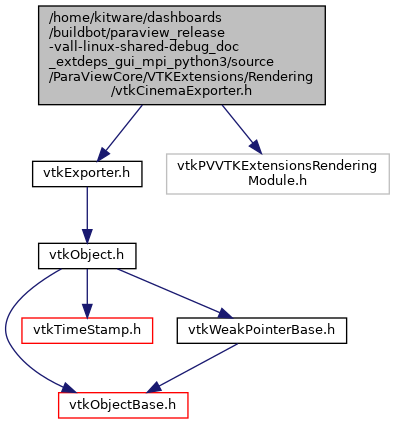 /home/kitware/dashboards
/buildbot/paraview_release
-vall-linux-shared-debug_doc
_extdeps_gui_mpi_python3/source
/ParaViewCore/VTKExtensions/Rendering
/vtkCinemaExporter.h
vtkExporter.h
vtkPVVTKExtensionsRendering
Module.h
vtkObject.h
vtkTimeStamp.h
vtkWeakPointerBase.h
vtkObjectBase.h